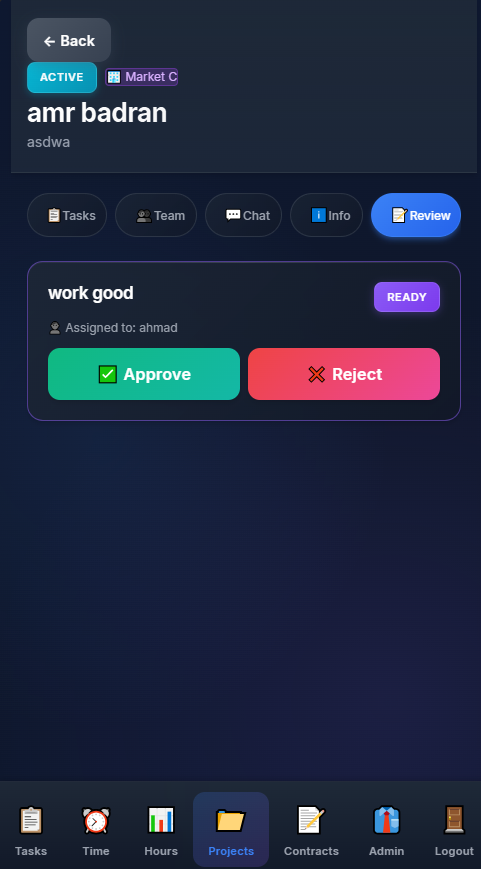 ← Back
ACTIVE
Market C
amr badran
asdwa
Tasks Team Chat Info Review
work good
READY
Assigned to: ahmad
Approve Reject
Tasks Time Hours Projects Contracts Admin Logout